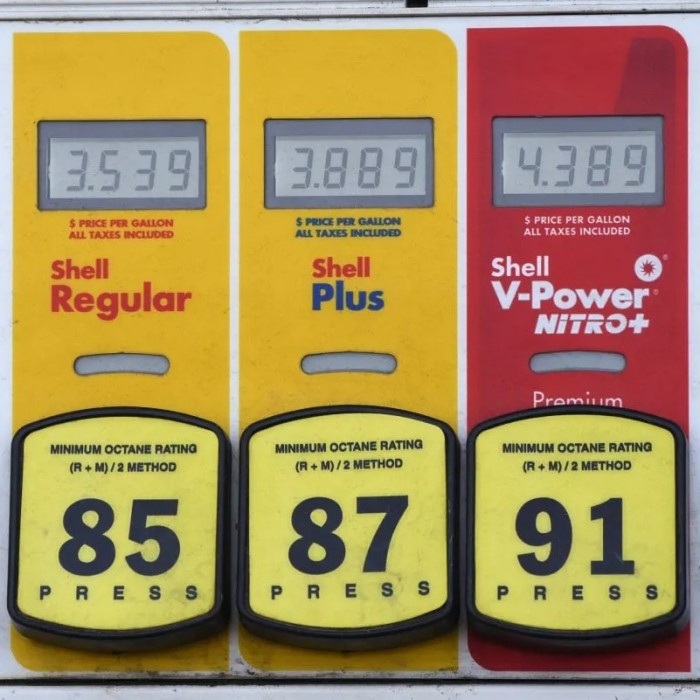 3.539
$ PRICE PER GALLON
ALL TAXES INCLUDED
Shell
Regular
MINIMUM OCTANE RATING
(R + M) / 2 METHOD
85
PRESS
3.889
$ PRICE PER GALLON
ALL TAXES INCLUDED
Shell
Plus
MINIMUM OCTANE RATING
(R + M) / 2 METHOD
87
PRESS
4.389
$ PRICE PER GALLON
ALL TAXES INCLUDED
Shell
V-Power
NiTRO+
Premium
MINIMUM OCTANE RATING
(R + M) / 2 METHOD
91
PRESS